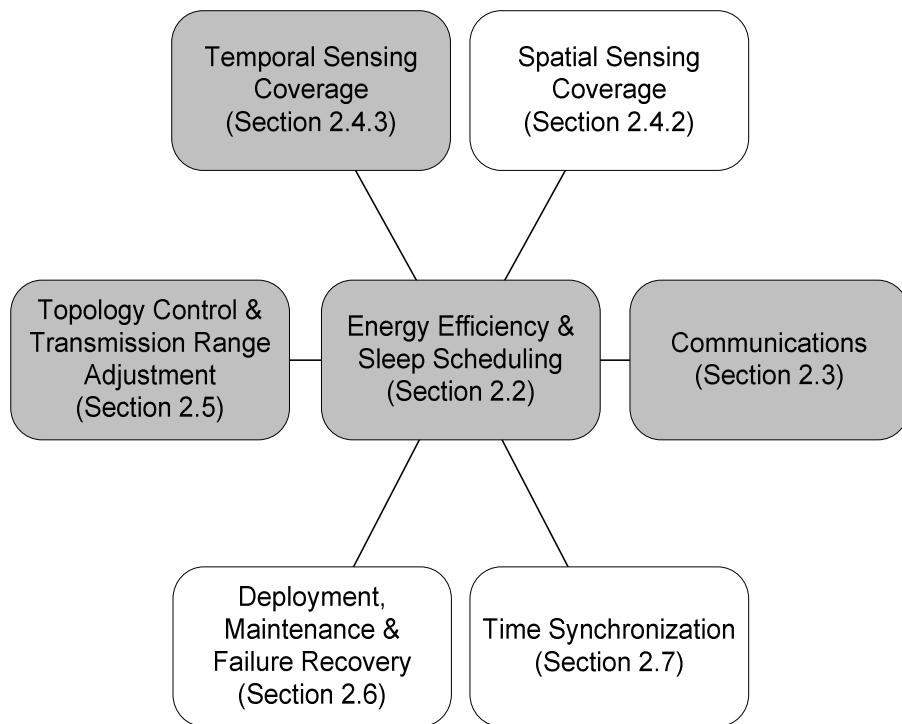 Temporal Sensing
Coverage
(Section 2.4.3)
Spatial Sensing
Coverage
(Section 2.4.2)
Topology Control &
Transmission Range
Adjustment
(Section 2.5)
Energy Efficiency &
Sleep Scheduling
(Section 2.2)
Communications
(Section 2.3)
Deployment,
Maintenance &
Failure Recovery
(Section 2.6)
Time Synchronization
(Section 2.7)